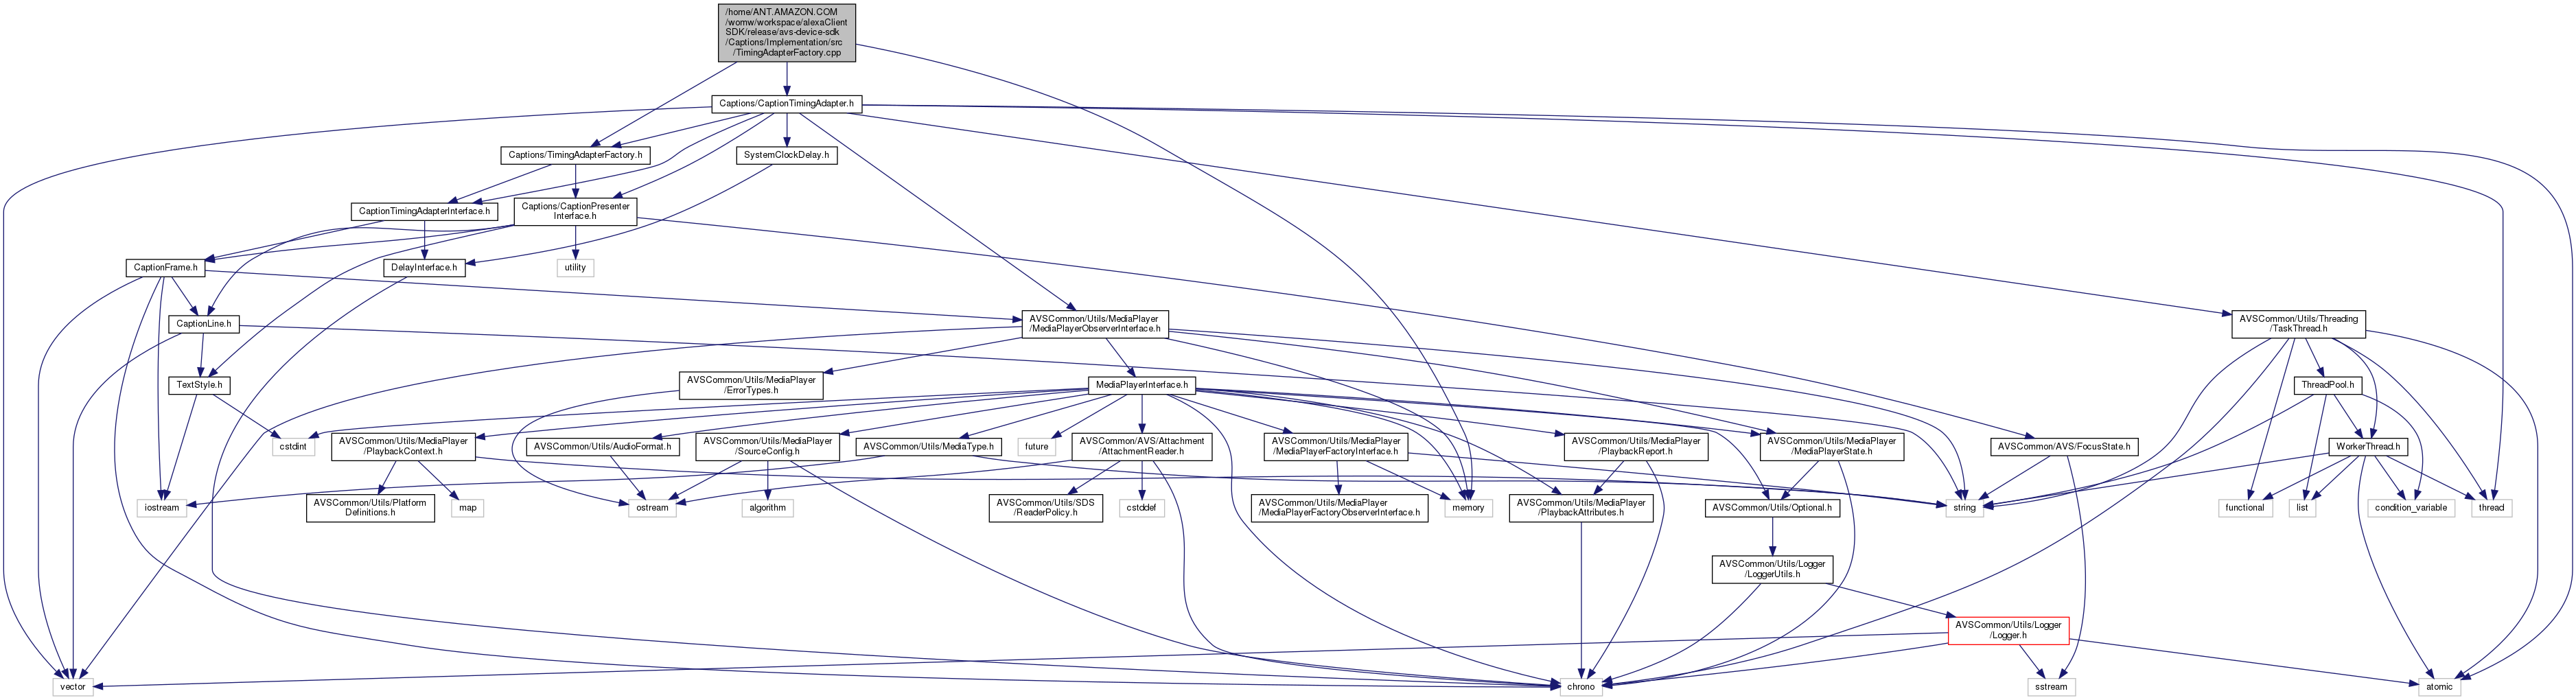 /home/ANT.AMAZON.COM
/womw/workspace/alexaClient
SDK/release/avs-device-sdk
/Captions/Implementation/src
/TimingAdapterFactory.cpp
Captions/CaptionTimingAdapter.h
Captions/TimingAdapterFactory.h
SystemClockDelay.h
CaptionTimingAdapterInterface.h
Captions/CaptionPresenter
Interface.h
CaptionFrame.h
DelayInterface.h
utility
CaptionLine.h
AVSCommon/Utils/MediaPlayer
/MediaPlayerObserverInterface.h
AVSCommon/Utils/Threading
/TaskThread.h
TextStyle.h
AVSCommon/Utils/MediaPlayer
/ErrorTypes.h
MediaPlayerInterface.h
ThreadPool.h
cstdint
AVSCommon/Utils/MediaPlayer
/PlaybackContext.h
AVSCommon/Utils/AudioFormat.h
AVSCommon/Utils/MediaPlayer
/SourceConfig.h
AVSCommon/Utils/MediaType.h
future
AVSCommon/AVS/Attachment
/AttachmentReader.h
AVSCommon/Utils/MediaPlayer
/MediaPlayerFactoryInterface.h
AVSCommon/Utils/MediaPlayer
/PlaybackReport.h
AVSCommon/Utils/MediaPlayer
/MediaPlayerState.h
AVSCommon/AVS/FocusState.h
WorkerThread.h
iostream
AVSCommon/Utils/Platform
Definitions.h
map
ostream
algorithm
AVSCommon/Utils/SDS
/ReaderPolicy.h
cstddef
AVSCommon/Utils/MediaPlayer
/MediaPlayerFactoryObserverInterface.h
memory
AVSCommon/Utils/MediaPlayer
/PlaybackAttributes.h
AVSCommon/Utils/Optional.h
string
functional
list
condition_variable
thread
AVSCommon/Utils/Logger
/LoggerUtils.h
AVSCommon/Utils/Logger
/Logger.h
vector
chrono
sstream
atomic